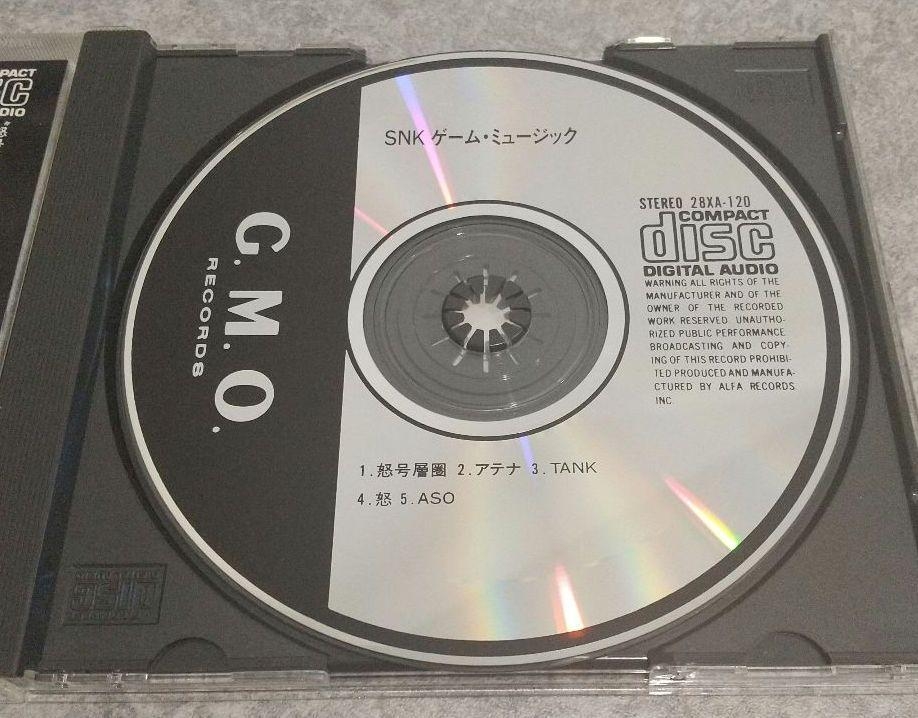 SNK ゲーム・ミュージック
STEREO 28XA-120
COMPACT
disc
DIGITAL AUDIO
WARNING ALL RIGHTS OF THE
MANUFACTURER AND OF THE
OWNER OF THE RECORDED
WORK RESERVED. UNAUTHO-
RIZED PUBLIC PERFORMANCE
BROADCASTING AND COPY-
ING OF THIS RECORD PROHIBI-
TED PRODUCED AND MANUFA-
CTURED BY ALFA RECORDS
INC.
G.M.O.
RECORDS
1.怒号層圏 2.アテナ 3.TANK
4.怒 5.ASO